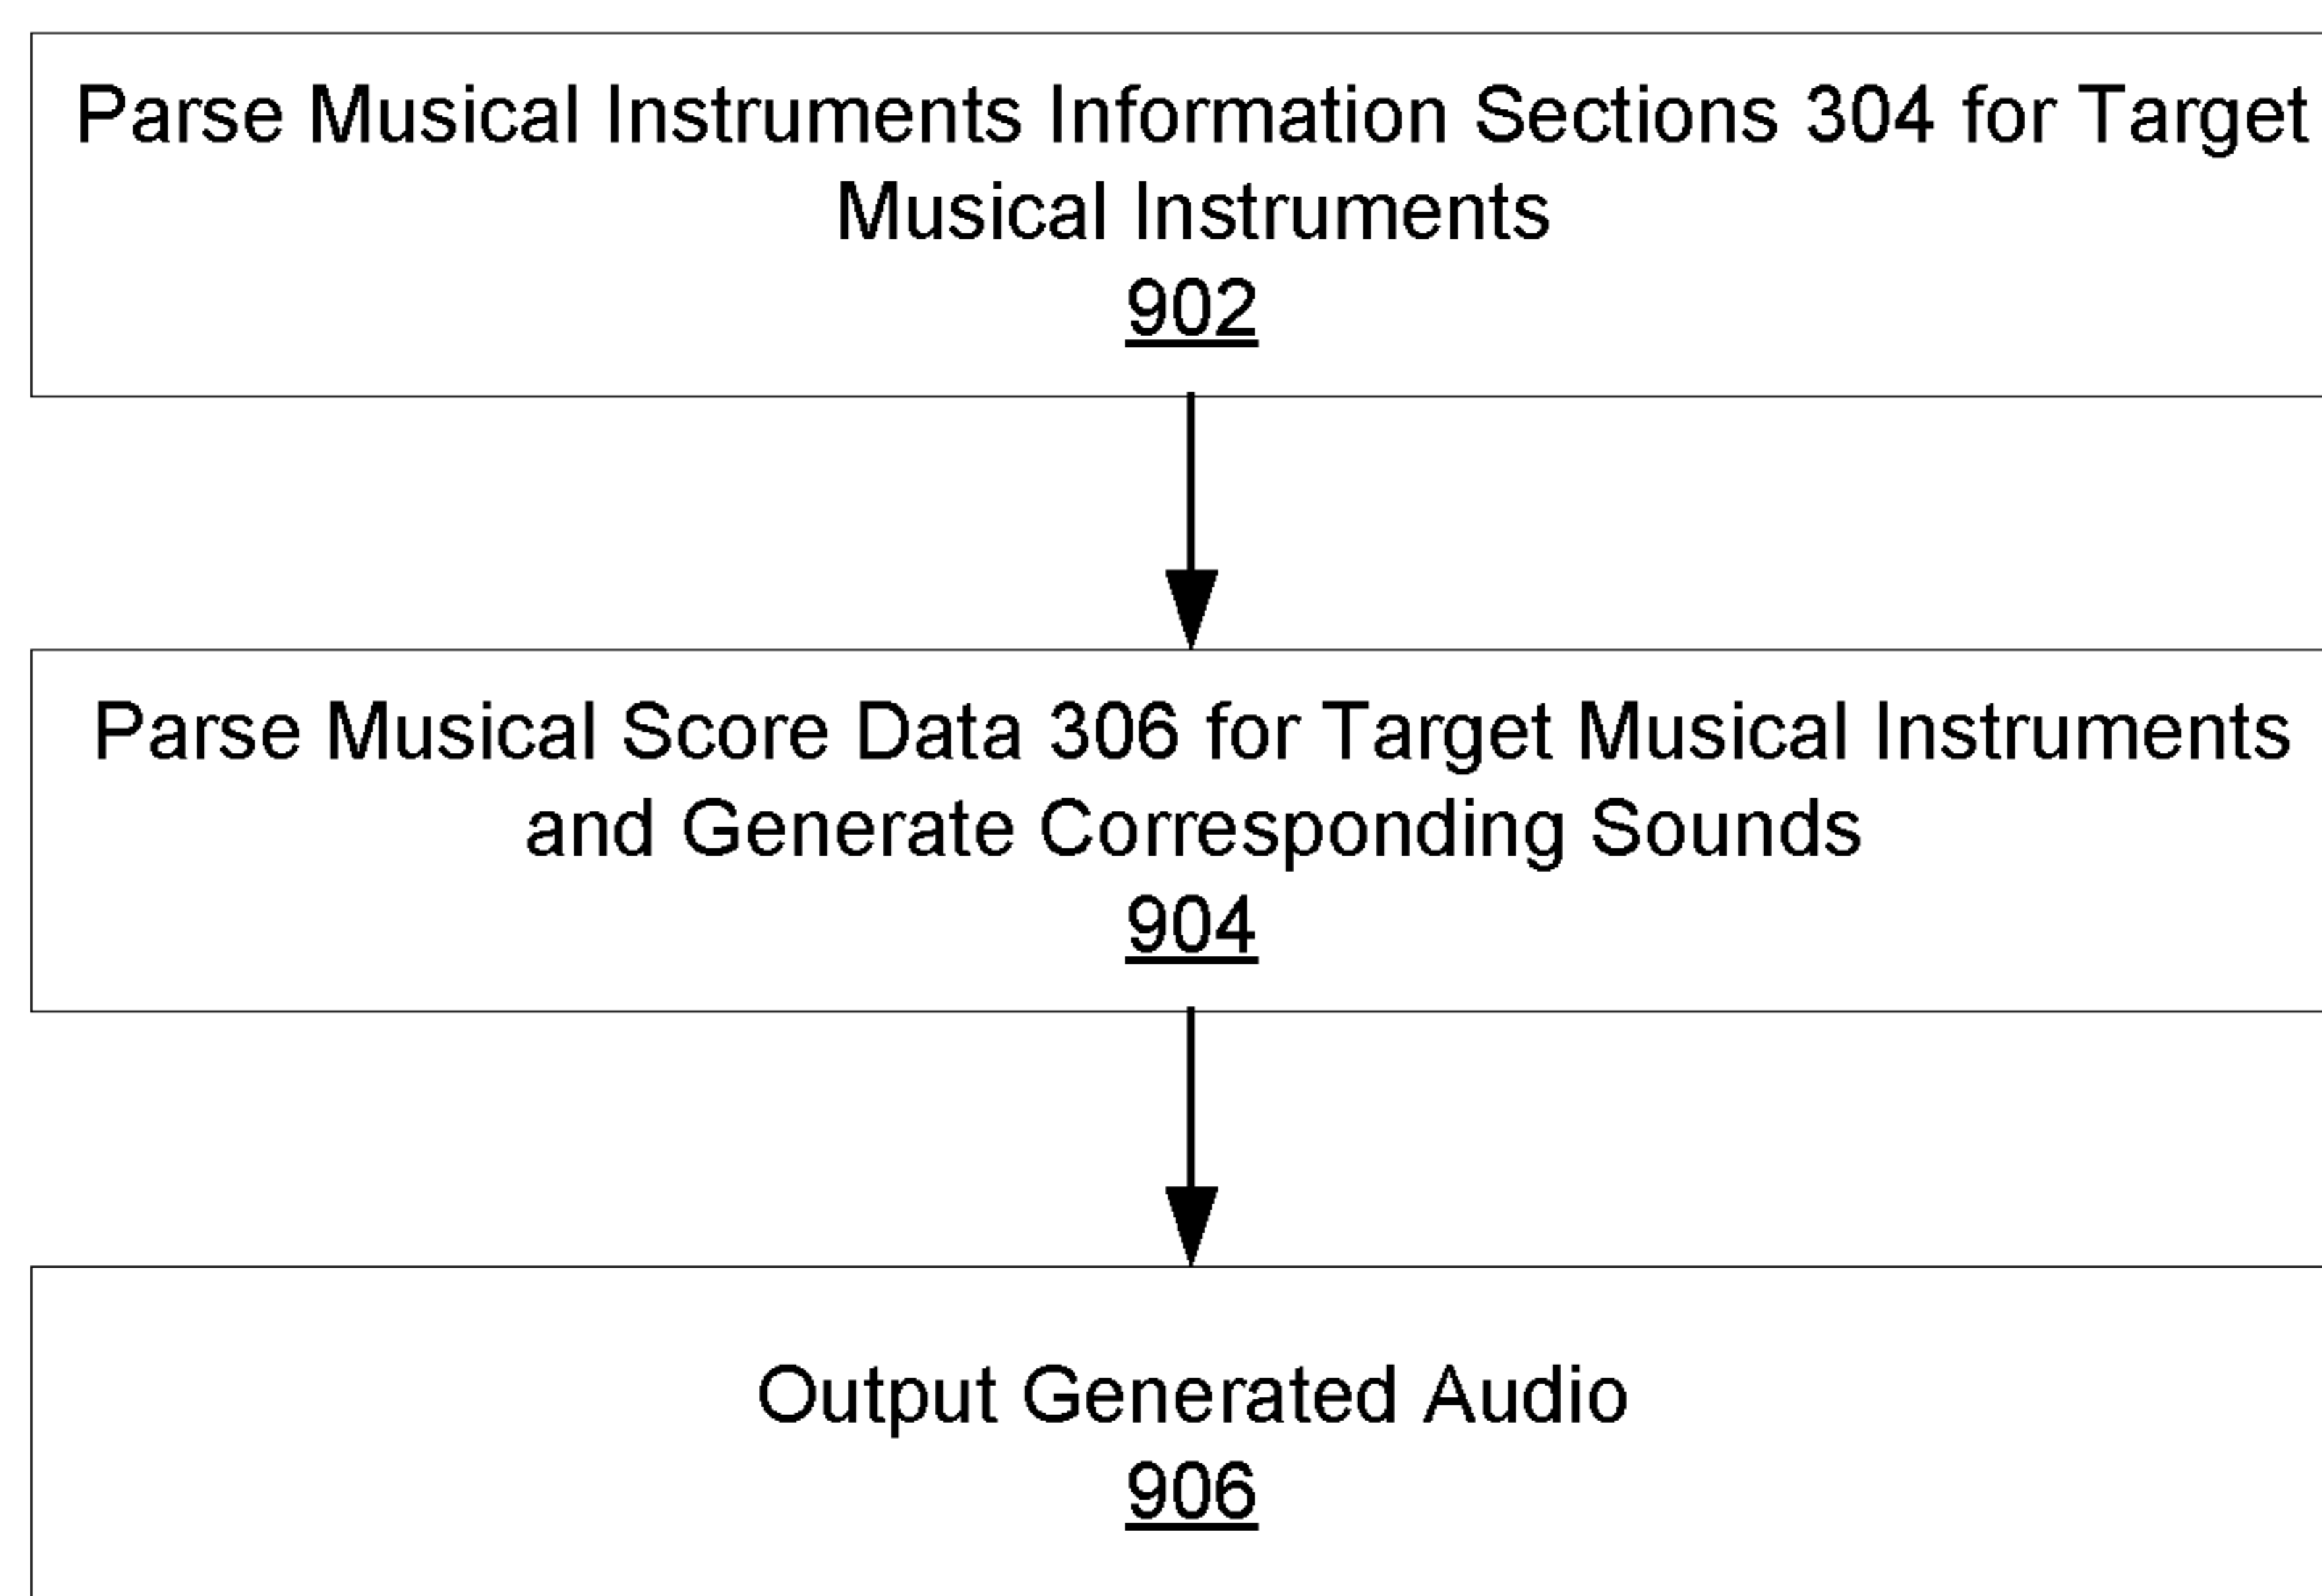 Parse Musical Instruments Information Sections 304 for Target
Musical Instruments
902
Parse Musical Score Data 306 for Target Musical Instruments
and Generate Corresponding Sounds
904
Output Generated Audio
906